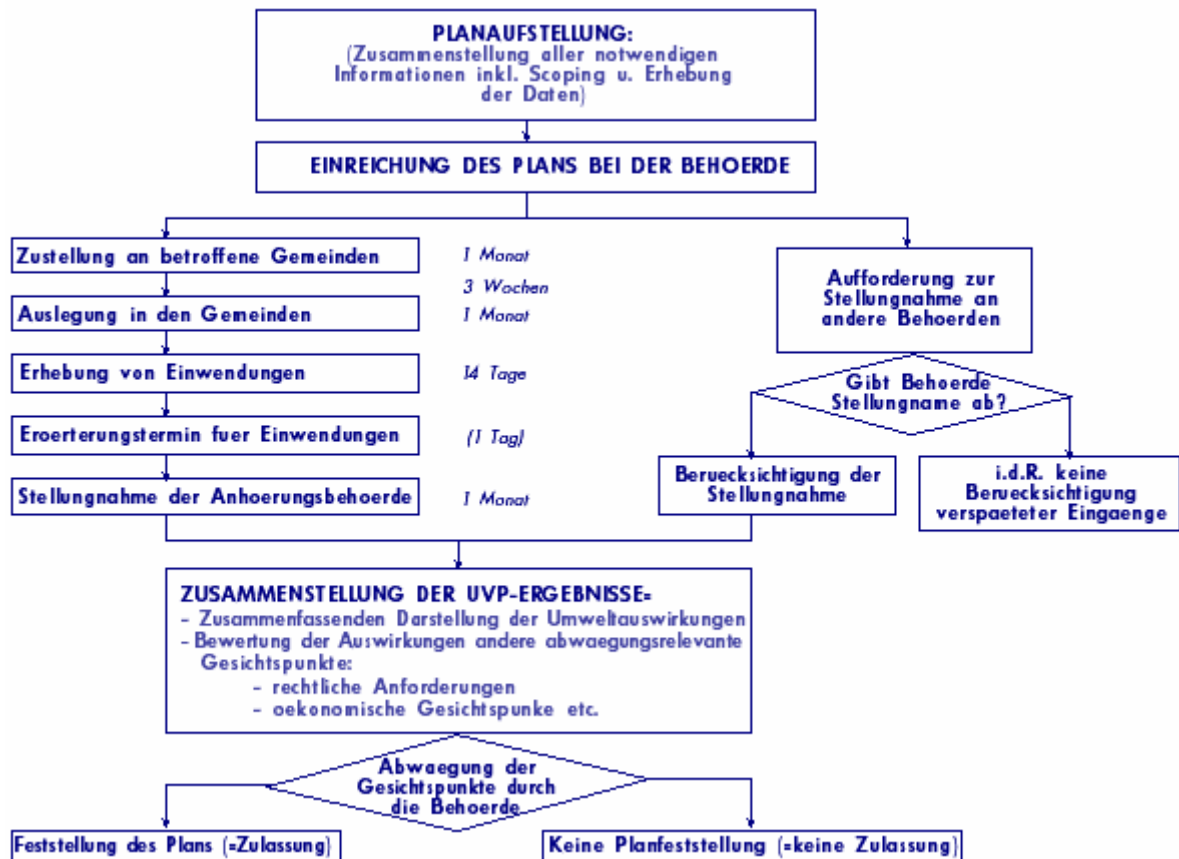 PLANAUFSTELLUNG:
(Zusammenstellung aller notwendigen
Informationen inkl. Scoping u. Erhebung
der Daten)
EINREICHUNG DES PLANS BEI DER BEHOERDE
Zustellung an betroffene Gemeinden
1 Monat
3 Wochen
Auslegung in den Gemeinden
1 Monat
Erhebung von Einwendungen
14 Tage
Eroerterungstermin fuer Einwendungen
(1 Tag)
Stellungnahme der Anhoerungsbehoerde
1 Monat
Aufforderung zur
Stellungnahme an
andere Behoerden
Gibt Behoerde
Stellungname ab?
Beruecksichtigung der
Stellungnahme
i.d.R. keine
Beruecksichtigung
verspaeteter Eingaenge
ZUSAMMENSTELLUNG DER UVP-ERGEBNISSE=
- Zusammenfassenden Darstellung der Umweltauswirkungen
- Bewertung der Auswirkungen andere abwaegungsrelevante
Gesichtspunkte:
- rechtliche Anforderungen
- oekonomische Gesichtspunke etc.
Abwaegung der
Gesichtspunkte durch
die Behoerde
Feststellung des Plans (=Zulassung)
Keine Planfeststellung (=keine Zulassung)